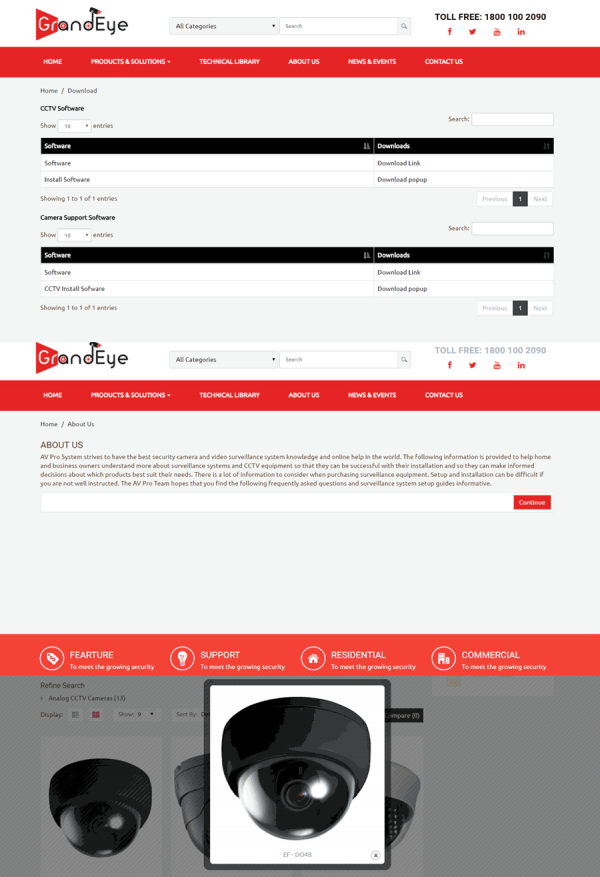 GrandEye
All Categories
Search
TOLL FREE: 1800 100 2090
HOME PRODUCTS & SOLUTIONS TECHNICAL LIBRARY ABOUT US NEWS & EVENTS CONTACT US
Home / Download
CCTV Software
Show 10 entries
Search:
Software Downloads
Software Download Link
Install Software Download popup
Showing 1 to 1 of 1 entries
Previous 1 Next
Camera Support Software
Show 10 entries
Search:
Software Downloads
Software Download Link
CCTV Install Sofware Download popup
Showing 1 to 1 of 1 entries
Previous 1 Next
GrandEye
All Categories
Search
TOLL FREE: 1800 100 2090
HOME PRODUCTS & SOLUTIONS TECHNICAL LIBRARY ABOUT US NEWS & EVENTS CONTACT US
Home / About Us
ABOUT US
AV Pro System strives to have the best security camera and video surveillance system knowledge and online help in the world. The following information is provided to help home
and business owners understand more about surveillance systems and CCTV equipment so that they can be successful with their installation and so they can make informed
decisions about which products best suit their needs. There is a lot of information to consider when purchasing surveillance equipment. Setup and installation can be difficult if
you are not well instructed. The AV Pro Team hopes that you find the following frequently asked questions and surveillance system setup guides informative.
Continue
FEARTURE
To meet the growing security
SUPPORT
To meet the growing security
RESIDENTIAL
To meet the growing security
COMMERCIAL
To meet the growing security
Refine Search
Analog CCTV Cameras (13)
Display: Show: 9 Sort By: Compare (0)
EF - DO4B